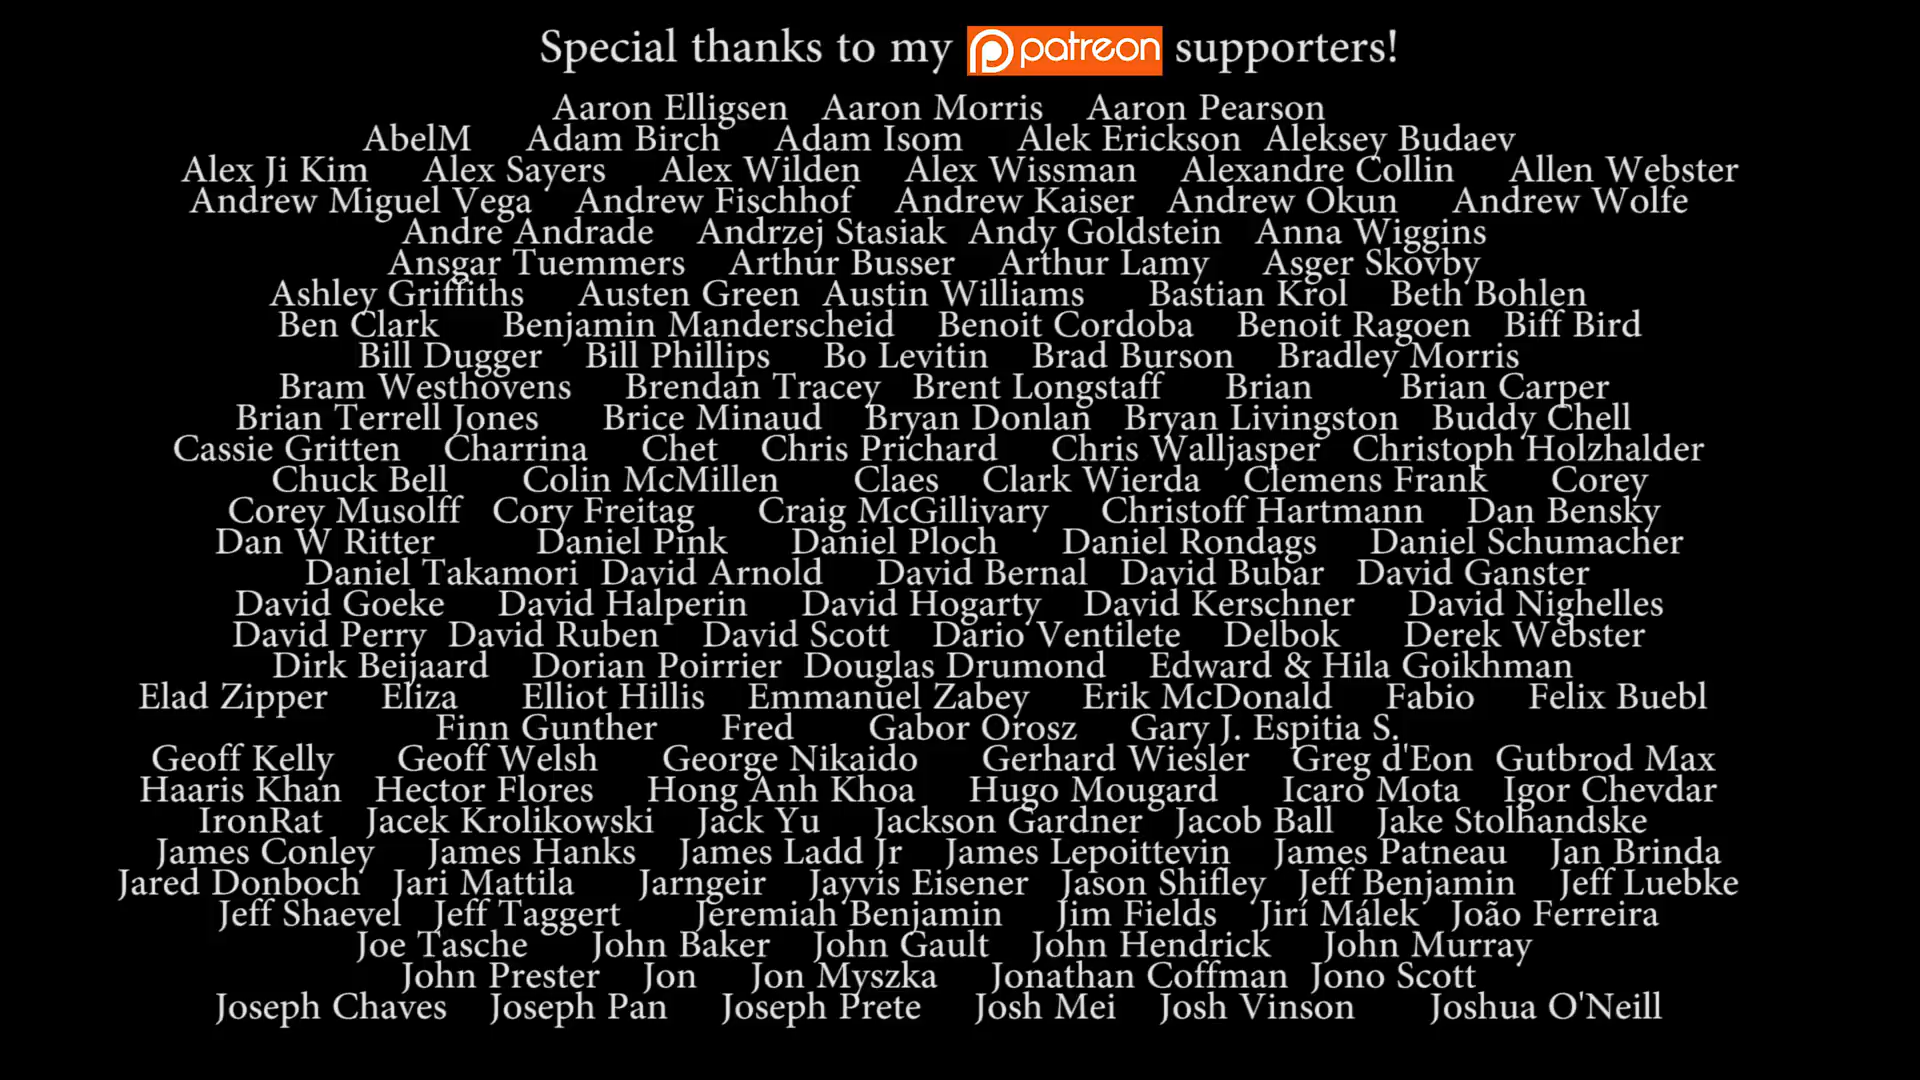 Special thanks to my patreon supporters!
Aaron Elligsen Aaron Morris Aaron Pearson
AbelM Adam Birch Adam Isom Alek Erickson Aleksey Budaev
Alex Ji Kim Alex Sayers Alex Wilden Alex Wissman Alexandre Collin Allen Webster
Andrew Miguel Vega Andrew Fischhof Andrew Kaiser Andrew Okun Andrew Wolfe
Andre Andrade Andrzej Stasiak Andy Goldstein Anna Wiggins
Ansgar Tuemmers Arthur Busser Arthur Lamy Asger Skovby
Ashley Griffiths Austen Green Austin Williams Bastian Krol Beth Bohlen
Ben Clark Benjamin Manderscheid Benoit Cordoba Benoit Ragoen Biff Bird
Bill Dugger Bill Phillips Bo Levitin Brad Burson Bradley Morris
Bram Westhovens Brendan Tracey Brent Longstaff Brian Brian Carper
Brian Terrell Jones Brice Minaud Bryan Donlan Bryan Livingston Buddy Chell
Cassie Gritten Charrina Chet Chris Prichard Chris Walljasper Christoph Holzhalder
Chuck Bell Colin McMillen Claes Clark Wierda Clemens Frank Corey
Corey Musolff Cory Freitag Craig McGillivary Christoff Hartmann Dan Bensky
Dan W Ritter Daniel Pink Daniel Ploch Daniel Rondags Daniel Schumacher
Daniel Takamori David Arnold David Bernal David Bubar David Ganster
David Goeke David Halperin David Hogarty David Kerschner David Nighelles
David Perry David Ruben David Scott Dario Ventilete Delbok Derek Webster
Dirk Beijaard Dorian Poirrier Douglas Drumond Edward & Hila Goikhman
Elad Zipper Eliza Elliot Hillis Emmanuel Zabey Erik McDonald Fabio Felix Buebl
Finn Gunther Fred Gabor Orosz Gary J. Espitia S.
Geoff Kelly Geoff Welsh George Nikaido Gerhard Wiesler Greg d'Eon Gutbrod Max
Haaris Khan Hector Flores Hong Anh Khoa Hugo Mougard Icaro Mota Igor Chevdar
IronRat Jacek Krolikowski Jack Yu Jackson Gardner Jacob Ball Jake Stolhandske
James Conley James Hanks James Ladd Jr James Lepoittevin James Patneau Jan Brinda
Jared Donboch Jari Mattila Jarngeir Jayvis Eisener Jason Shifley Jeff Benjamin Jeff Luebke
Jeff Shaevel Jeff Taggert Jeremiah Benjamin Jim Fields Jirí Málek João Ferreira
Joe Tasche John Baker John Gault John Hendrick John Murray
John Prester Jon Jon Myszka Jonathan Coffman Jono Scott
Joseph Chaves Joseph Pan Joseph Prete Josh Mei Josh Vinson Joshua O'Neill